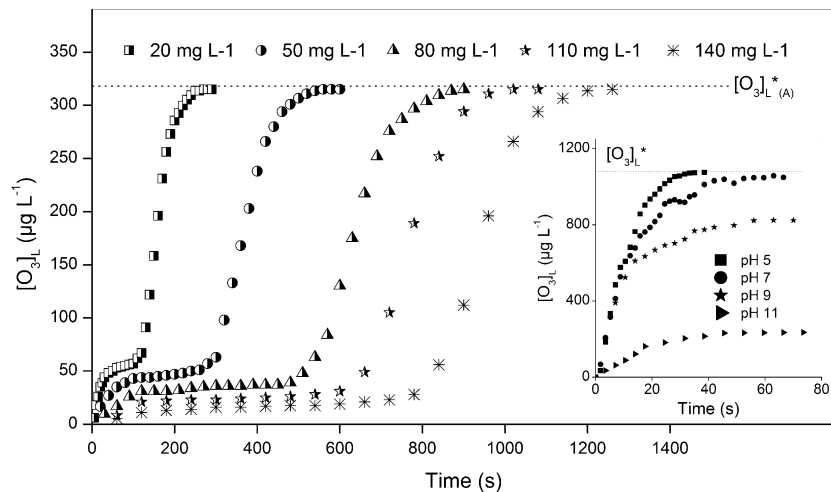 20 mg L-1 50 mg L-1 80 mg L-1 110 mg L-1 140 mg L-1
[O₃]L*(A)
350
300
250
200
150
100
50
0
[O₃]L (µg L⁻¹)
0 200 400 600 800 1000 1200 1400
Time (s)
[O₃]L*
1200
800
400
0
[O₃]L (µg L⁻¹)
pH 5
pH 7
pH 9
pH 11
0 20 40 60 80
Time (s)